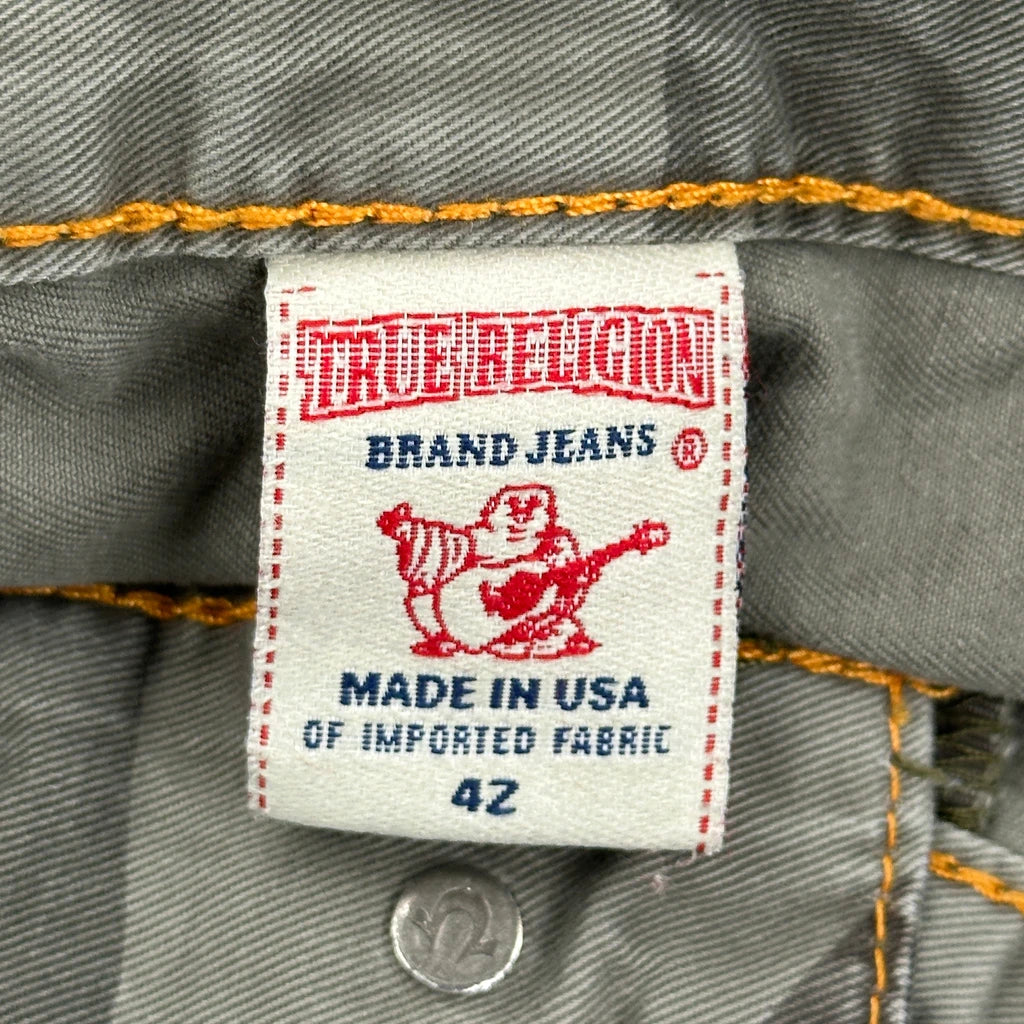 TRUE RELIGION
BRAND JEANS ®
MADE IN USA
OF IMPORTED FABRIC
42